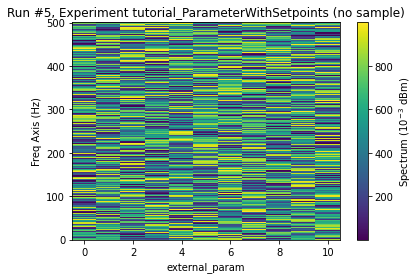 Run #5, Experiment tutorial_ParameterWithSetpoints (no sample)
500
400
300
200
100
0
Freq Axis (Hz)
0 2 4 6 8 10
external_param
800
600
400
200
Spectrum (10⁻³ dBm)